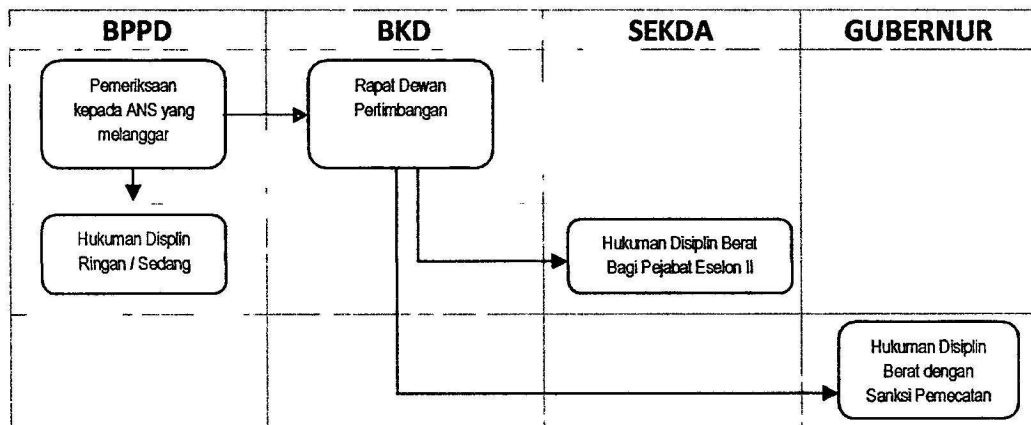 BPPD
BKD
SEKDA
GUBERNUR
Pemeriksaan
kepada ANS yang
melanggar
Rapat Dewan
Pertimbangan
Hukuman Displin
Ringan / Sedang
Hukuman Disiplin Berat
Bagi Pejabat Eselon II
Hukuman Disiplin
Berat dengan
Sanksi Pemecatan